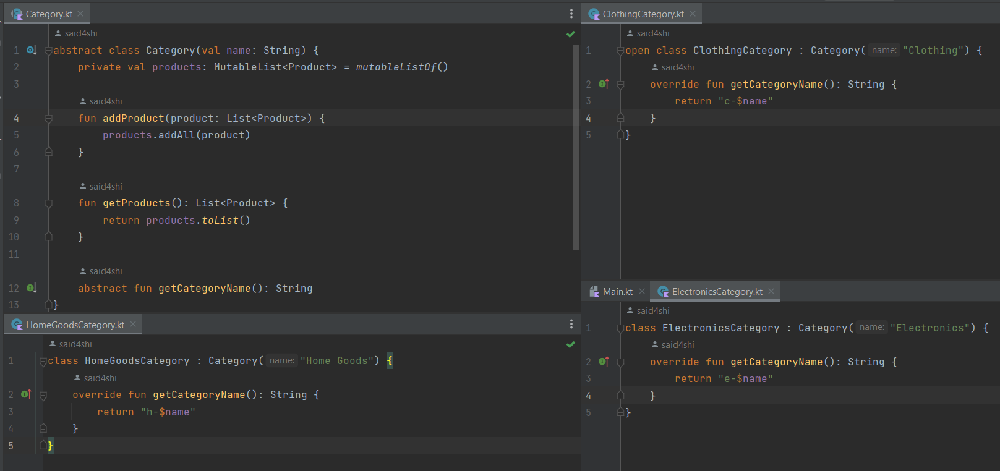 Category.kt
said4shi
1 abstract class Category(val name: String) {
2 private val products: MutableList<Product> = mutableListOf()
3
said4shi
4 fun addProduct(product: List<Product>) {
5 products.addAll(product)
6 }
7
said4shi
8 fun getProducts(): List<Product> {
9 return products.toList()
10 }
11
said4shi
12 abstract fun getCategoryName(): String
13 }
HomeGoodsCategory.kt
said4shi
1 class HomeGoodsCategory : Category( name: "Home Goods") {
said4shi
2 override fun getCategoryName(): String {
3 return "h-$name"
4 }
5 }
ClothingCategory.kt
said4shi
1 open class ClothingCategory : Category( name: "Clothing") {
said4shi
2 override fun getCategoryName(): String {
3 return "c-$name"
4 }
5 }
Main.kt ElectronicsCategory.kt
said4shi
1 class ElectronicsCategory : Category( name: "Electronics") {
said4shi
2 override fun getCategoryName(): String {
3 return "e-$name"
4 }
5 }